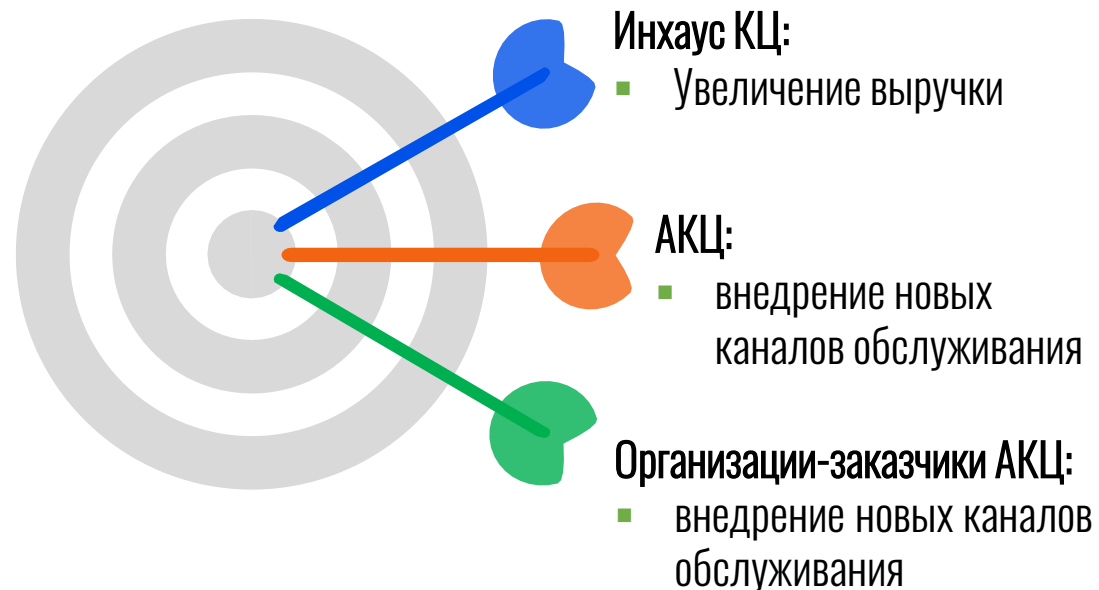 Инхаус КЦ:
▪ Увеличение выручки
АКЦ:
▪ внедрение новых
каналов обслуживания
Организации-заказчики АКЦ:
▪ внедрение новых каналов
обслуживания